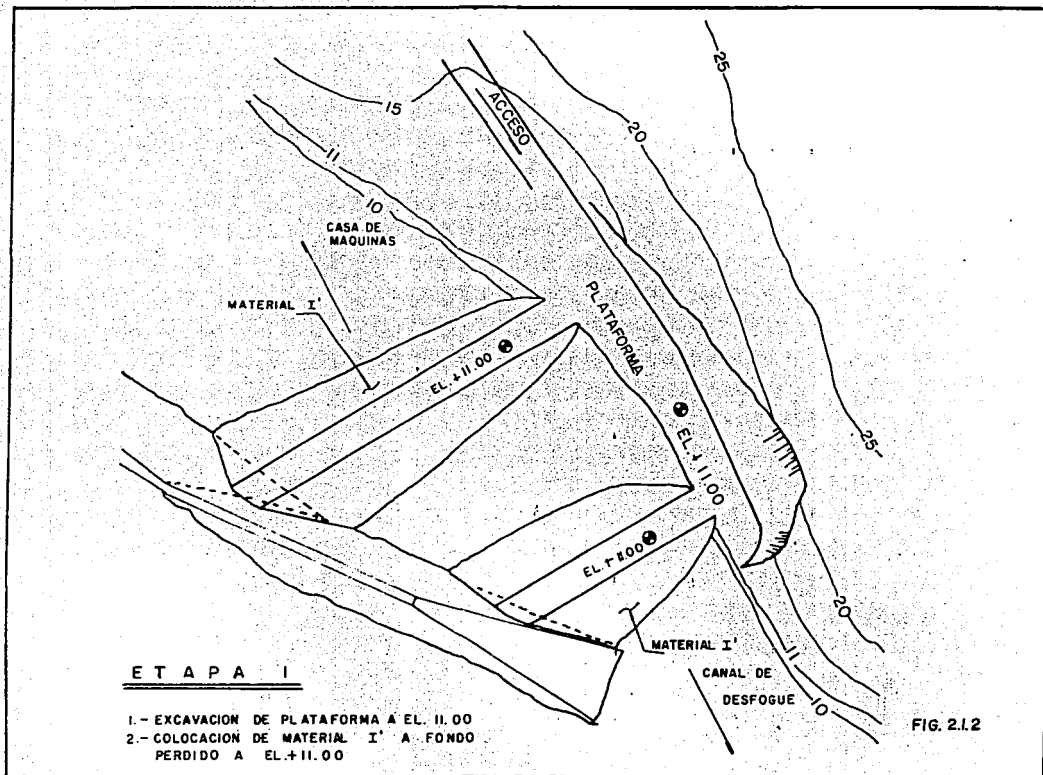 25
20
15
ACCESO
11
10
CASA DE
MAQUINAS
MATERIAL I'
PLATAFORMA
EL.+11.00
EL.+11.00
25
EL.+11.00
20
MATERIAL I'
11
10
CANAL DE
DESFOGUE
ETAPA I
1.- EXCAVACION DE PLATAFORMA A EL. 11.00
2.- COLOCACION DE MATERIAL I' A FONDO
PERDIDO A EL.+11.00
FIG. 2.1.2